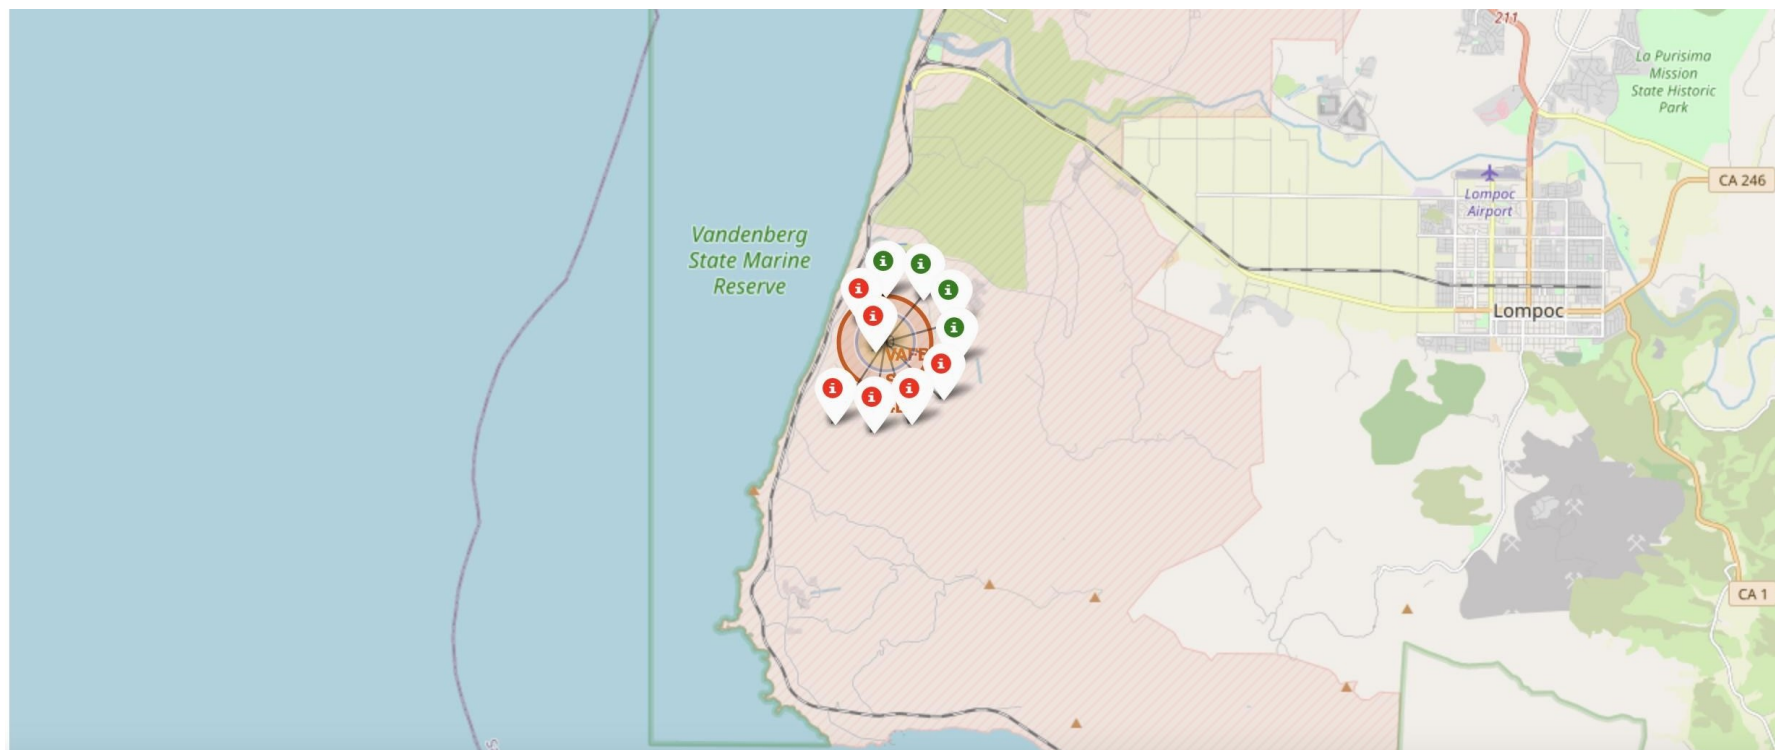 211
La Purisima
Mission
State Historic
Park
CA 246
Lompoc
Airport
Vandenberg
State Marine
Reserve
Lompoc
CA 1